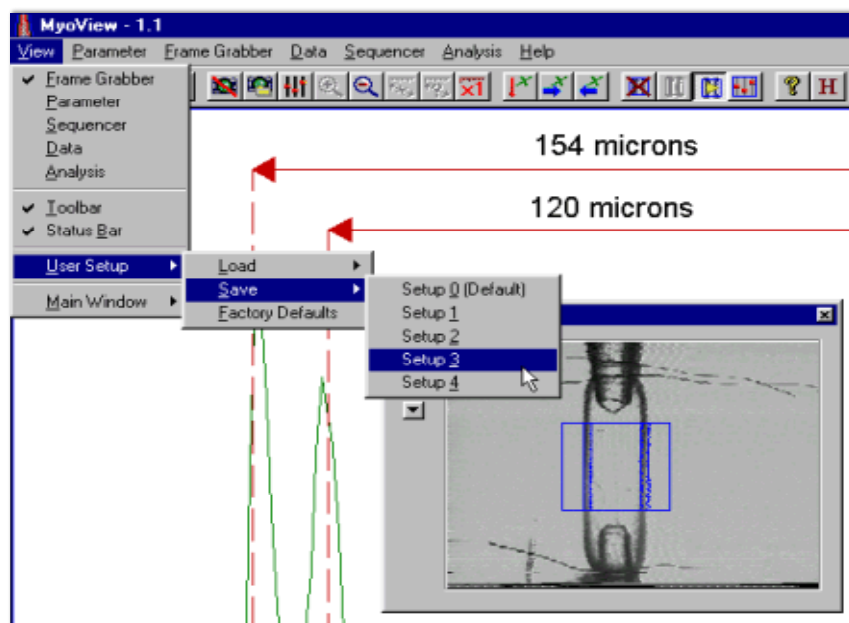 MyoView - 1.1
View Parameter Frame Grabber Data Sequencer Analysis Help
Frame Grabber
Parameter
Sequencer
Data
Analysis
Toolbar
Status Bar
User Setup
Main Window
Load
Save
Factory Defaults
Setup 0 (Default)
Setup 1
Setup 2
Setup 3
Setup 4
x1
X
X
X
? H
154 microns
120 microns